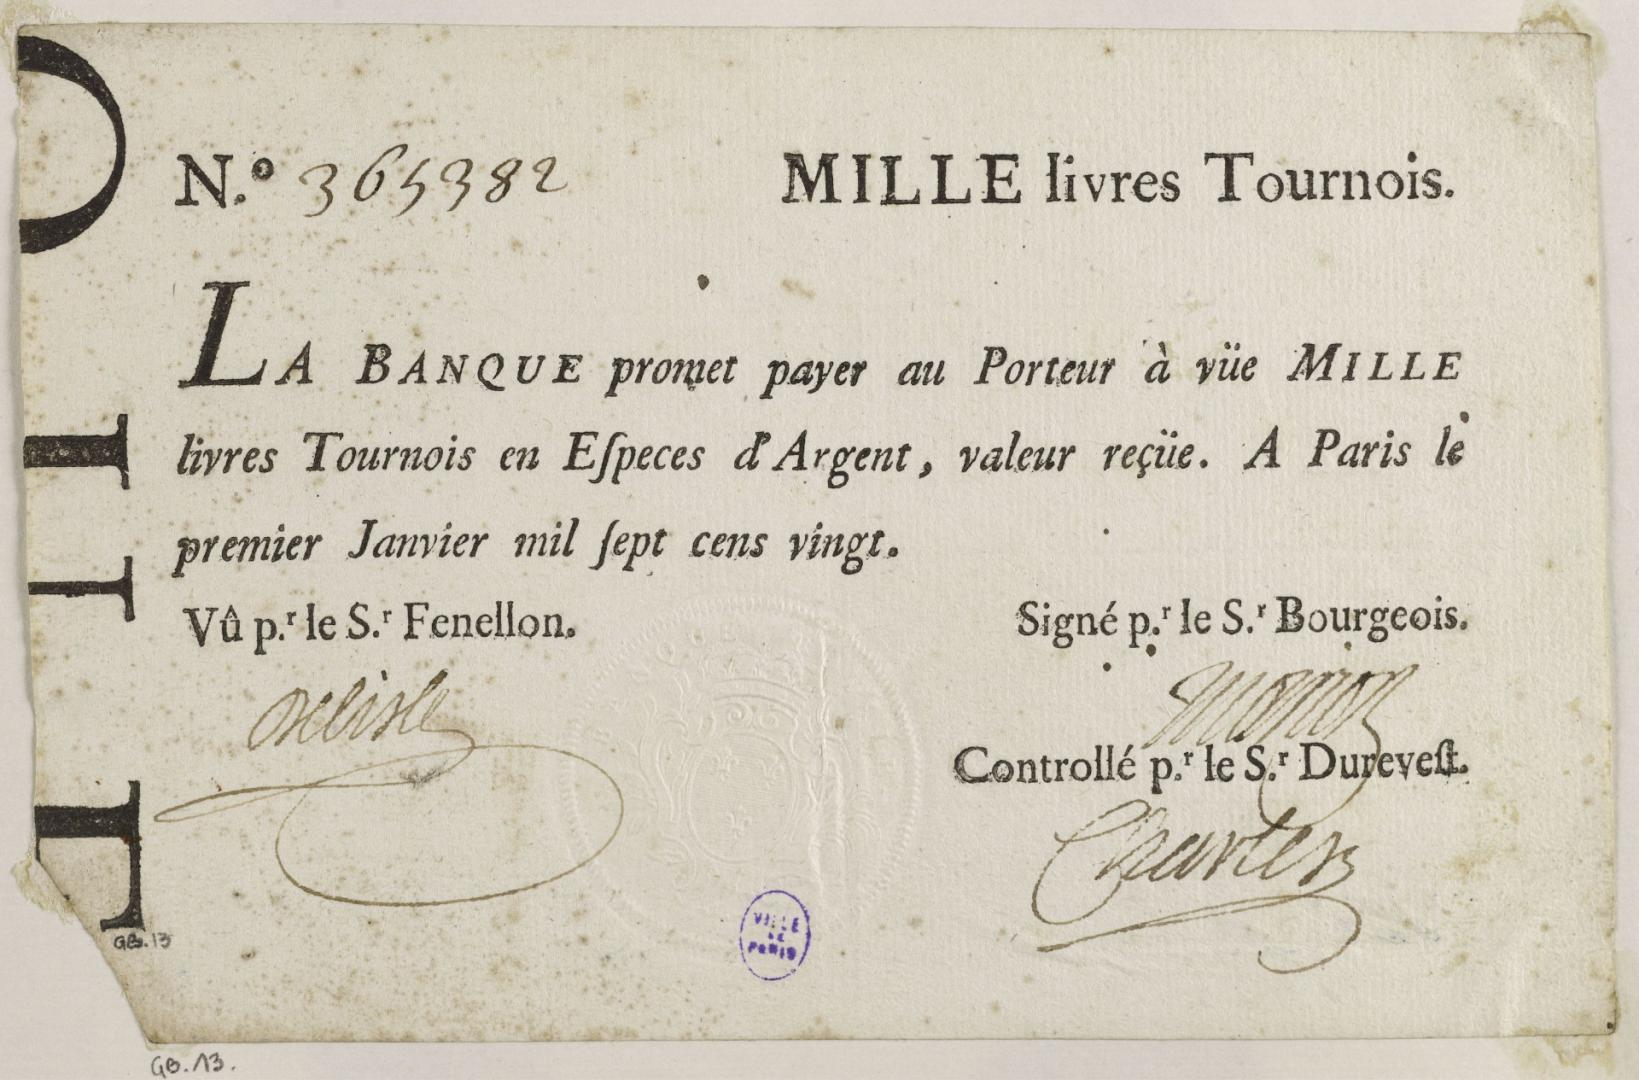 N.º 365382 MILLE livres Tournois.
LA BANQUE promet payer au Porteur à vüe MILLE
livres Tournois en Eſpeces d'Argent, valeur reçüe. A Paris le
premier Janvier mil ſept cens vingt.
Vû p.r le S.r Fenellon.
Signé p.r le S.r Bourgeois.
Delisle
Controllé p.r le S.r Dureveſt.
VILLE
DE
PARIS
GB.13
GB.13.